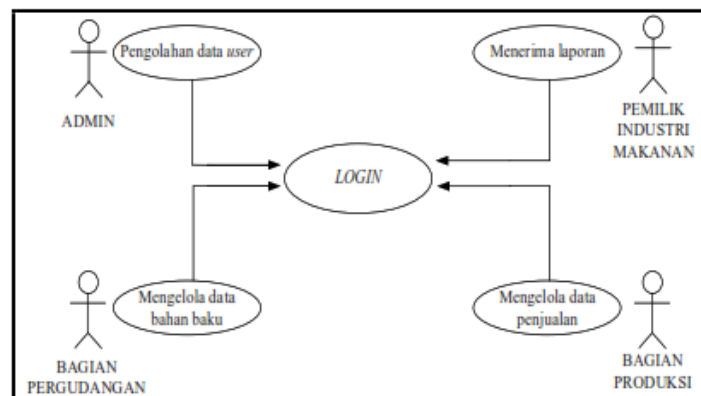 Pengolahan data user
ADMIN
Menerima laporan
PEMILIK
INDUSTRI
MAKANAN
LOGIN
Mengelola data
bahan baku
BAGIAN
PERGUDANGAN
Mengelola data
penjualan
BAGIAN
PRODUKSI